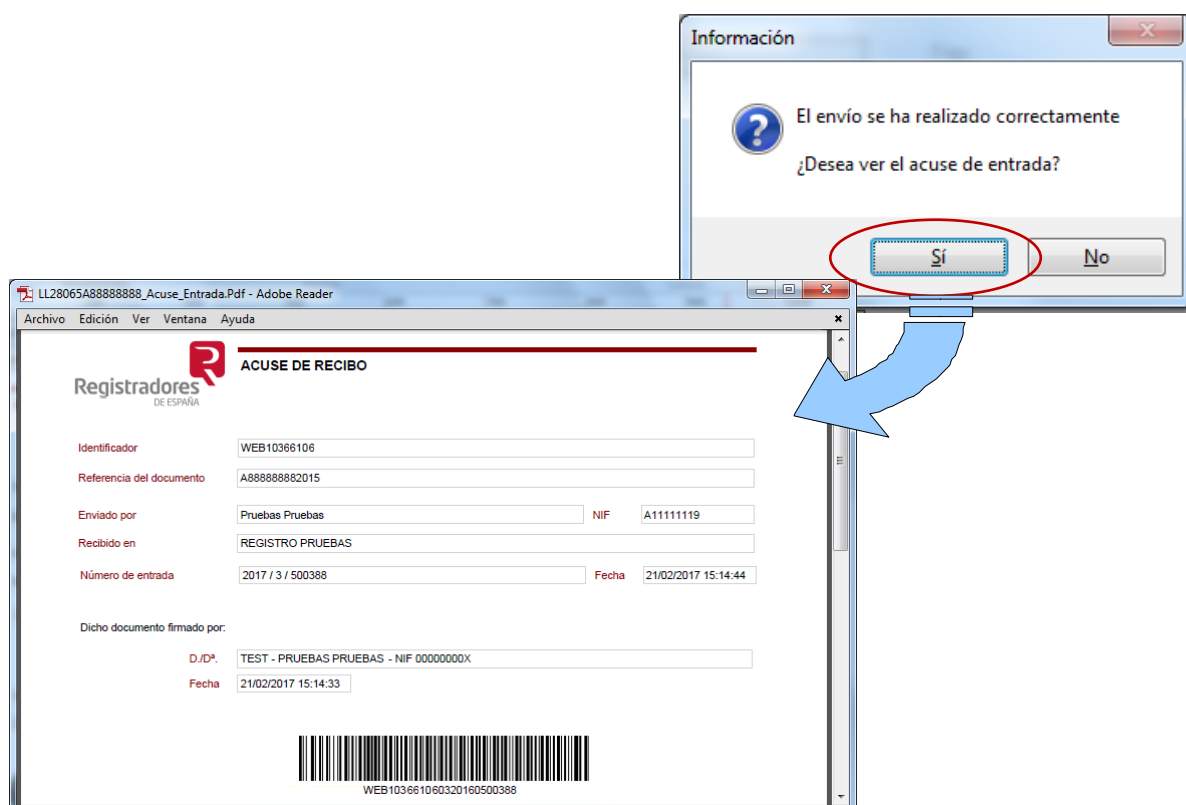 Información
El envío se ha realizado correctamente
¿Desea ver el acuse de entrada?
Sí No
LL28065A88888888_Acuse_Entrada.Pdf - Adobe Reader
Archivo Edición Ver Ventana Ayuda
Registradores
DE ESPAÑA
ACUSE DE RECIBO
Identificador WEB10366106
Referencia del documento A888888882015
Enviado por Pruebas Pruebas NIF A11111119
Recibido en REGISTRO PRUEBAS
Número de entrada 2017 / 3 / 500388 Fecha 21/02/2017 15:14:44
Dicho documento firmado por:
D./Dª. TEST - PRUEBAS PRUEBAS - NIF 00000000X
Fecha 21/02/2017 15:14:33
WEB103661060320160500388